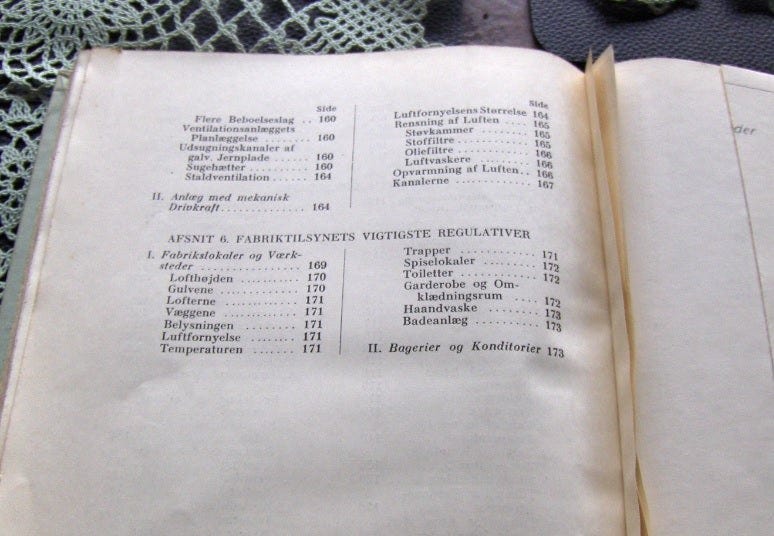 Side
Flere Beboelseslag .. 160
Ventilationsanlæggets
Planlæggelse ....... 160
Udsugningskanaler af
galv. Jernplade ...... 160
Sugehætter ......... 160
Staldventilation ...... 164
II. Anlæg med mekanisk
Drivkraft............. 164
Side
Luftfornyelsens Størrelse 164
Rensning af Luften ..... 165
Støvkammer ........ 165
Stoffiltre ............ 165
Oliefiltre ............ 166
Luftvaskere ......... 166
Opvarmning af Luften.. 166
Kanalerne ............ 167
AFSNIT 6. FABRIKTILSYNETS VIGTIGSTE REGULATIVER
I. Fabrikslokaler og Værk-
steder ................ 169
Lofthøjden .......... 170
Gulvene ............. 170
Lofterne ............ 171
Væggene ............ 171
Belysningen ........ 171
Luftfornyelse ........ 171
Temperaturen ....... 171
Trapper ............ 171
Spiselokaler ......... 172
Toiletter ............ 172
Garderobe og Om-
klædningsrum ...... 172
Haandvaske ......... 173
Badeanlæg .......... 173
II. Bagerier og Konditorier 173
der